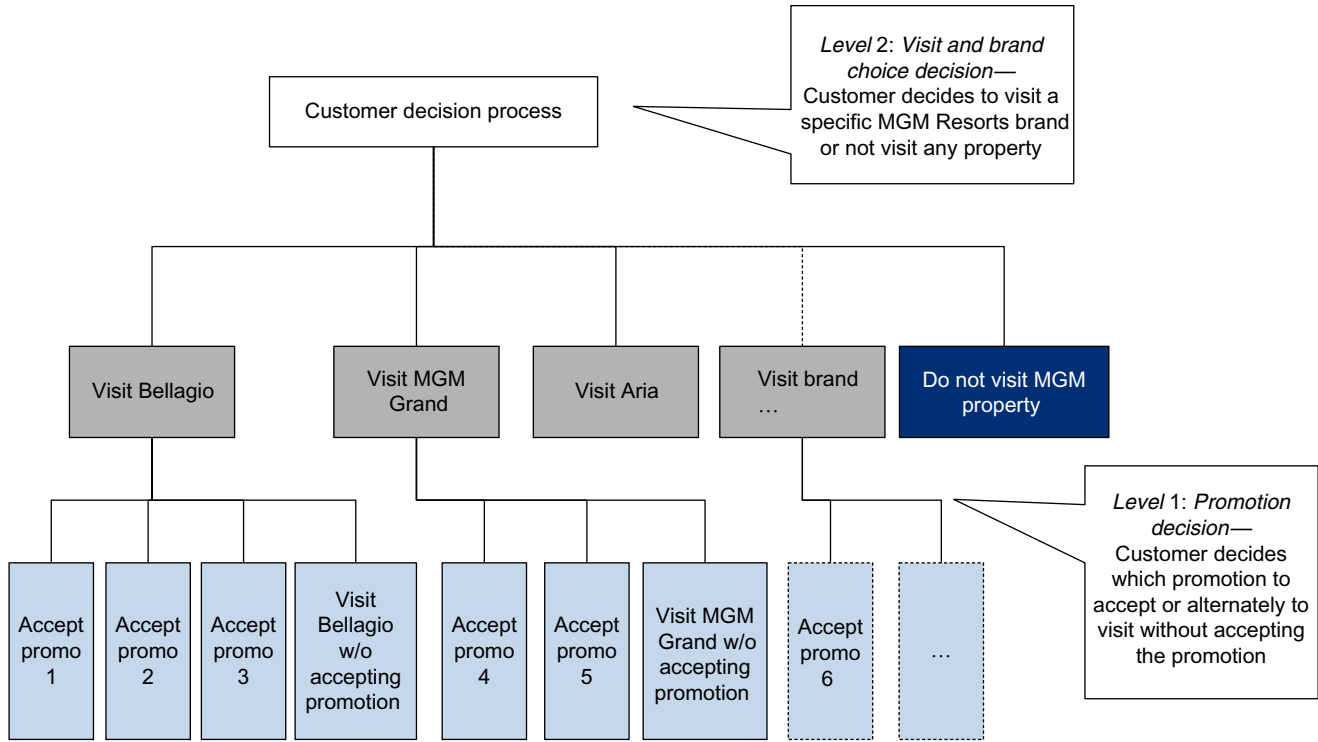 Level 2: Visit and brand
choice decision—
Customer decides to visit a
specific MGM Resorts brand
or not visit any property
Customer decision process
Visit Bellagio
Visit MGM
Grand
Visit Aria
Visit brand
…
Do not visit MGM
property
Level 1: Promotion
decision—
Customer decides
which promotion to
accept or alternately to
visit without accepting
the promotion
Accept
promo
1
Accept
promo
2
Accept
promo
3
Visit
Bellagio
w/o
accepting
promotion
Accept
promo
4
Accept
promo
5
Visit MGM
Grand w/o
accepting
promotion
Accept
promo
6
…